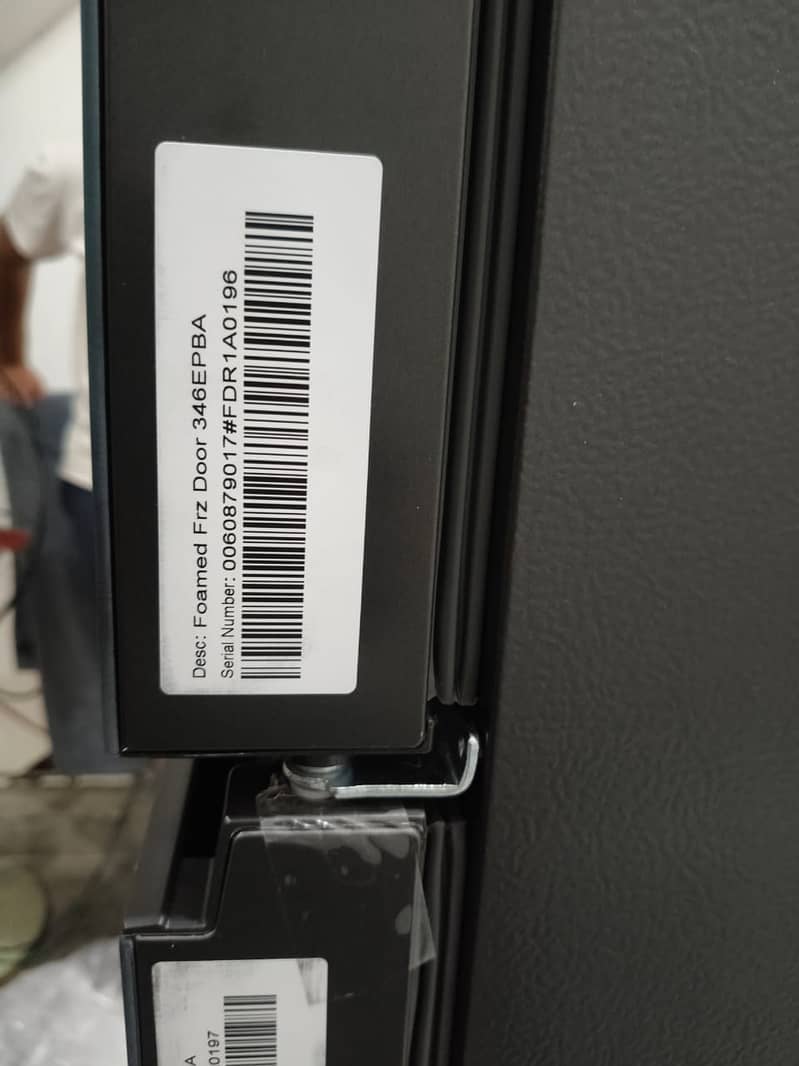 Desc: Foamed Frz Door 346EPBA
Serial Number: 0060879017#FDR1A0196
A
0197